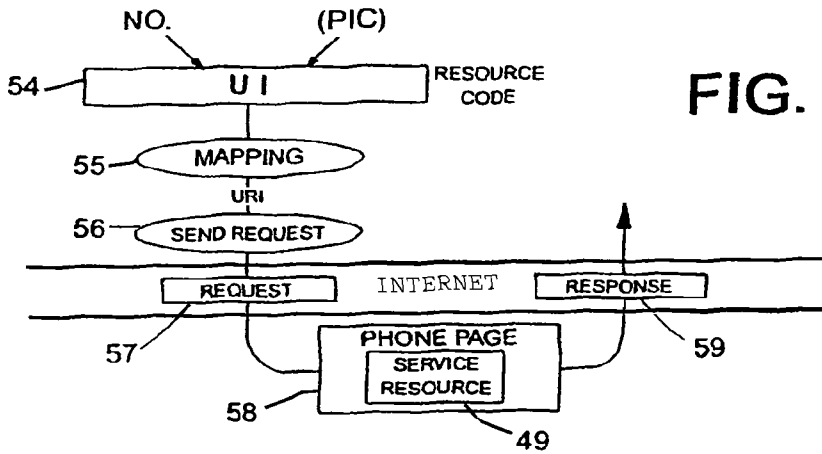 NO. (PIC)
54 UI RESOURCE CODE
FIG.
55 MAPPING
URI
56 SEND REQUEST
REQUEST INTERNET RESPONSE
57 59
PHONE PAGE
SERVICE
RESOURCE
58
49